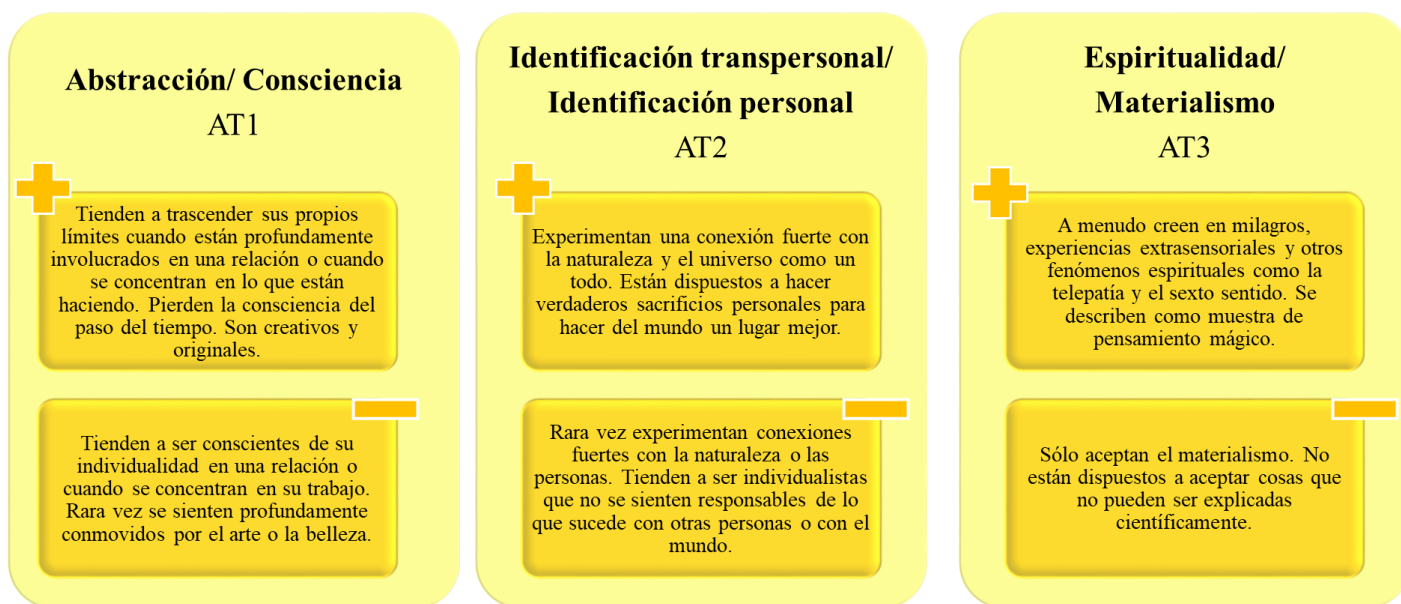 Abstracción/ Consciencia
AT1
Tienden a trascender sus propios
límites cuando están profundamente
involucrados en una relación o cuando
se concentran en lo que están
haciendo. Pierden la consciencia del
paso del tiempo. Son creativos y
originales.
Tienden a ser conscientes de su
individualidad en una relación o
cuando se concentran en su trabajo.
Rara vez se sienten profundamente
conmovidos por el arte o la belleza.
Identificación transpersonal/
Identificación personal
AT2
Experimentan una conexión fuerte con
la naturaleza y el universo como un
todo. Están dispuestos a hacer
verdaderos sacrificios personales para
hacer del mundo un lugar mejor.
Rara vez experimentan conexiones
fuertes con la naturaleza o las
personas. Tienden a ser individualistas
que no se sienten responsables de lo
que sucede con otras personas o con el
mundo.
Espiritualidad/
Materialismo
AT3
A menudo creen en milagros,
experiencias extrasensoriales y otros
fenómenos espirituales como la
telepatía y el sexto sentido. Se
describen como muestra de
pensamiento mágico.
Sólo aceptan el materialismo. No
están dispuestos a aceptar cosas que
no pueden ser explicadas
científicamente.